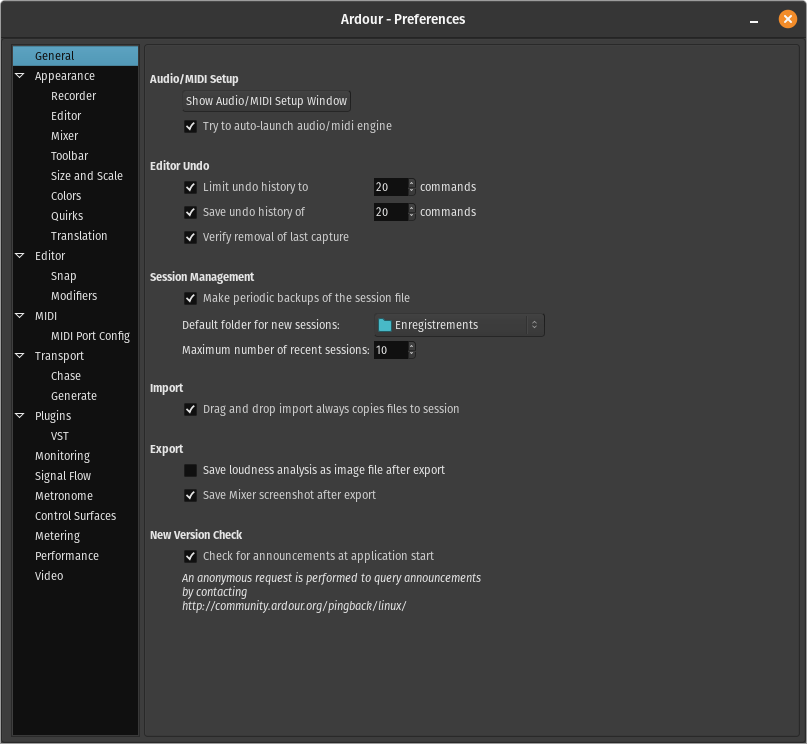 Ardour - Preferences
General
Appearance
Recorder
Editor
Mixer
Toolbar
Size and Scale
Colors
Quirks
Translation
Editor
Snap
Modifiers
MIDI
MIDI Port Config
Transport
Chase
Generate
Plugins
VST
Monitoring
Signal Flow
Metronome
Control Surfaces
Metering
Performance
Video
Audio/MIDI Setup
Show Audio/MIDI Setup Window
Try to auto-launch audio/midi engine
Editor Undo
Limit undo history to 20 commands
Save undo history of 20 commands
Verify removal of last capture
Session Management
Make periodic backups of the session file
Default folder for new sessions: Enregistrements
Maximum number of recent sessions: 10
Import
Drag and drop import always copies files to session
Export
Save loudness analysis as image file after export
Save Mixer screenshot after export
New Version Check
Check for announcements at application start
An anonymous request is performed to query announcements
by contacting
http://community.ardour.org/pingback/linux/